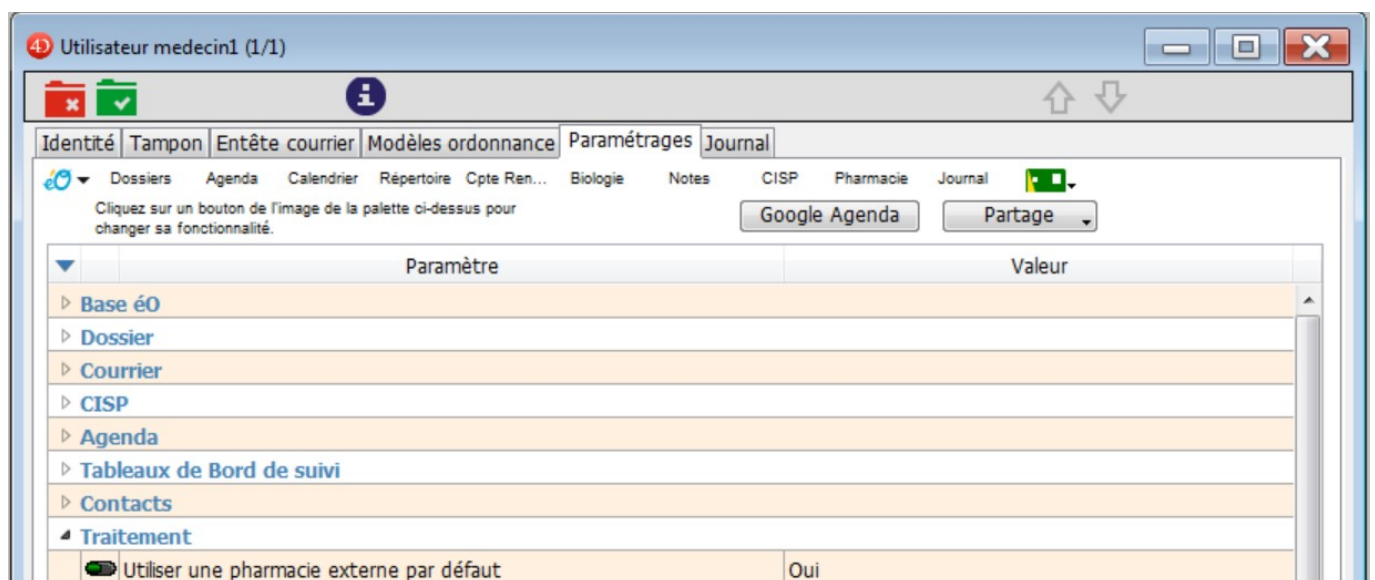 4D Utilisateur medecin1 (1/1)
i
Identité Tampon Entête courrier Modèles ordonnance Paramétrages Journal
éO Dossiers Agenda Calendrier Répertoire Cpte Ren... Biologie Notes CISP Pharmacie Journal
Cliquez sur un bouton de l'image de la palette ci-dessus pour
changer sa fonctionnalité.
Google Agenda Partage
Paramètre Valeur
Base éO
Dossier
Courrier
CISP
Agenda
Tableaux de Bord de suivi
Contacts
Traitement
Utiliser une pharmacie externe par défaut Oui